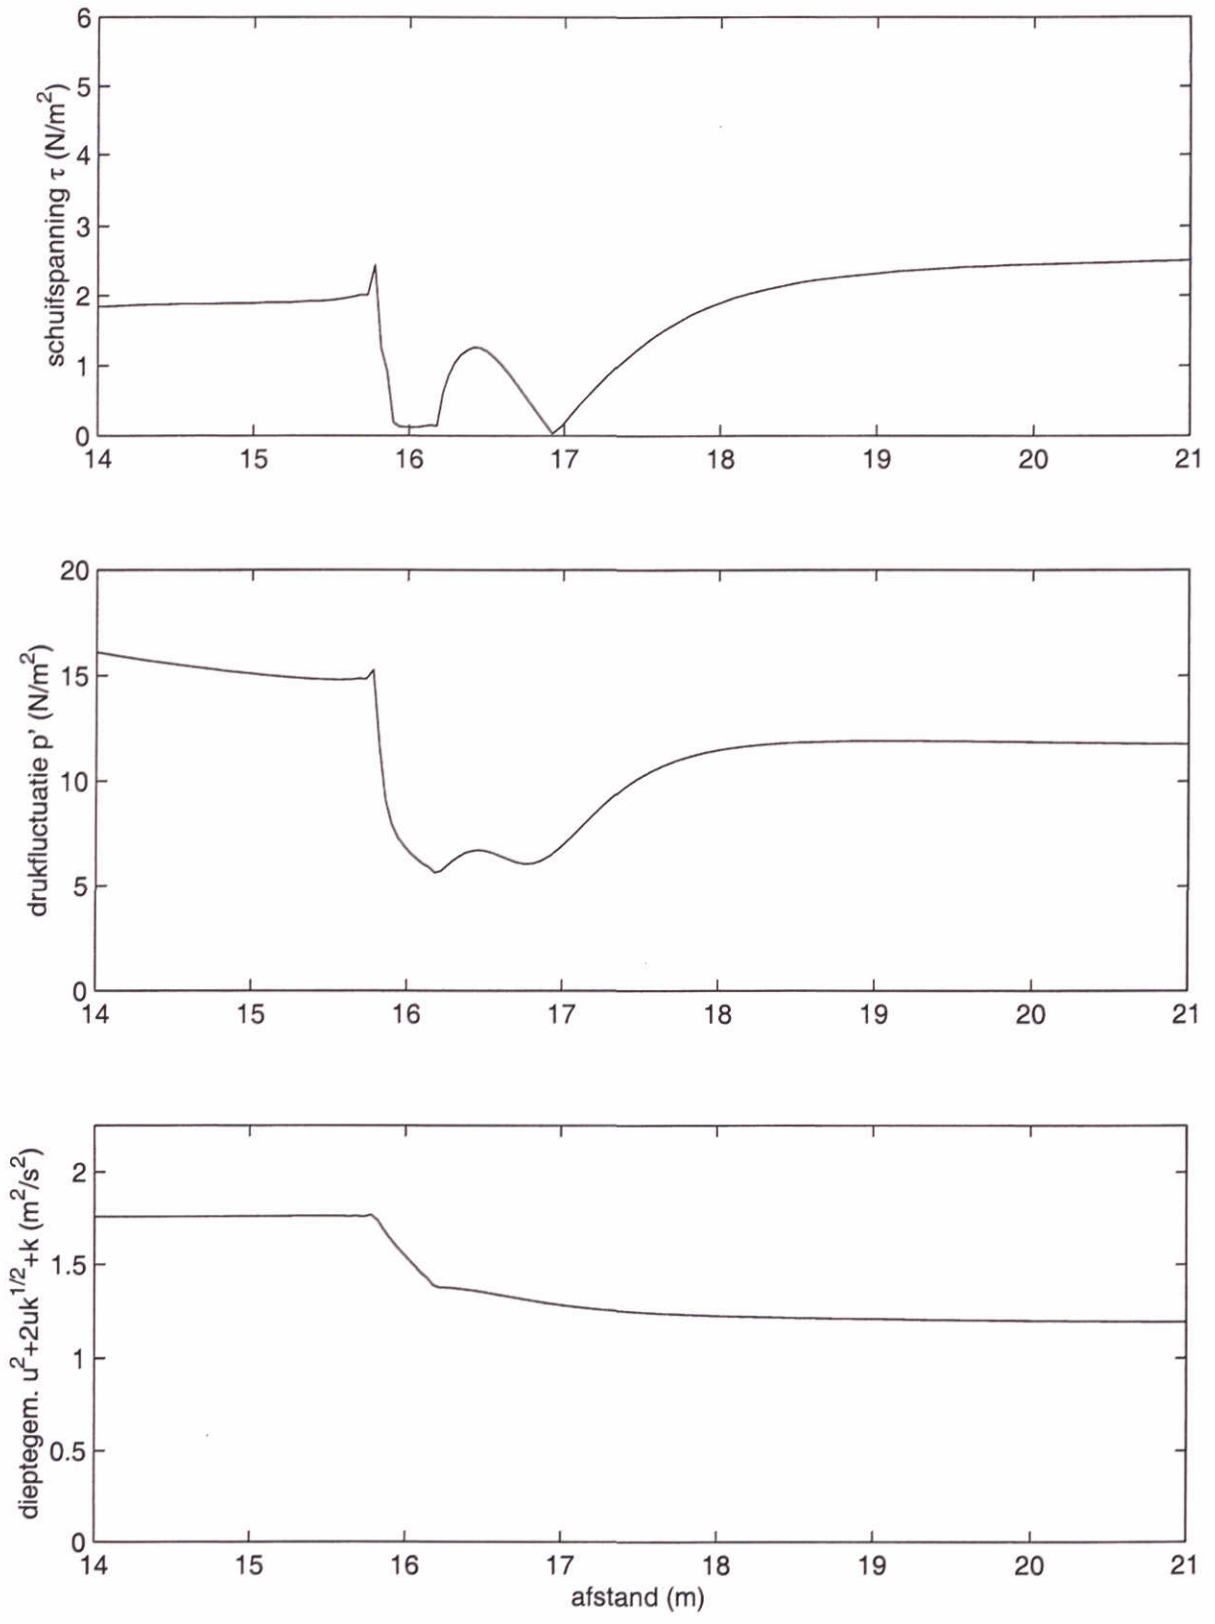 schuifspanning τ (N/m²)
6
5
4
3
2
1
0
14 15 16 17 18 19 20 21
drukfluctuatie p' (N/m²)
20
15
10
5
0
14 15 16 17 18 19 20 21
dieptegem. u²+2uk^1/2+k (m²/s²)
2
1.5
1
0.5
0
14 15 16 17 18 19 20 21
afstand (m)